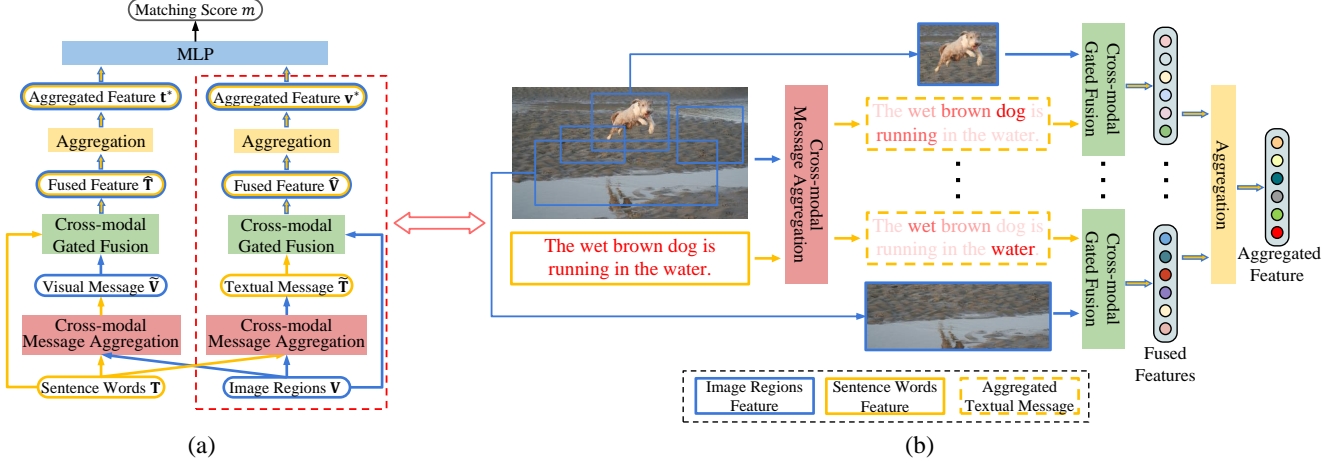 Matching Score m
MLP
Aggregated Feature t*
Aggregated Feature v*
Aggregation
Aggregation
Fused Feature T̂
Fused Feature V̂
Cross-modal
Gated Fusion
Cross-modal
Gated Fusion
Visual Message Ṽ
Textual Message T̃
Cross-modal
Message Aggregation
Cross-modal
Message Aggregation
Sentence Words T
Image Regions V
(a)
The wet brown dog is
running in the water.
Cross-modal
Message Aggregation
The wet brown dog is
running in the water.
The wet brown dog is
running in the water.
Cross-modal
Gated Fusion
Cross-modal
Gated Fusion
Fused
Features
Aggregation
Aggregated
Feature
Image Regions
Feature
Sentence Words
Feature
Aggregated
Textual Message
(b)